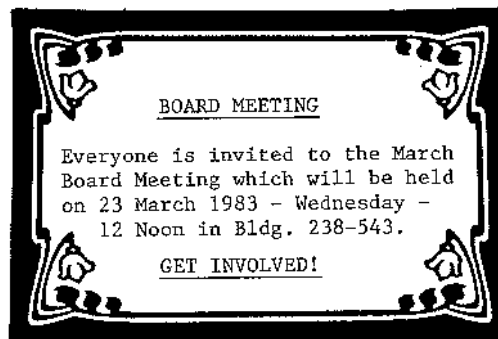 BOARD MEETING
Everyone is invited to the March
Board Meeting which will be held
on 23 March 1983 - Wednesday -
12 Noon in Bldg. 238-543.
GET INVOLVED!